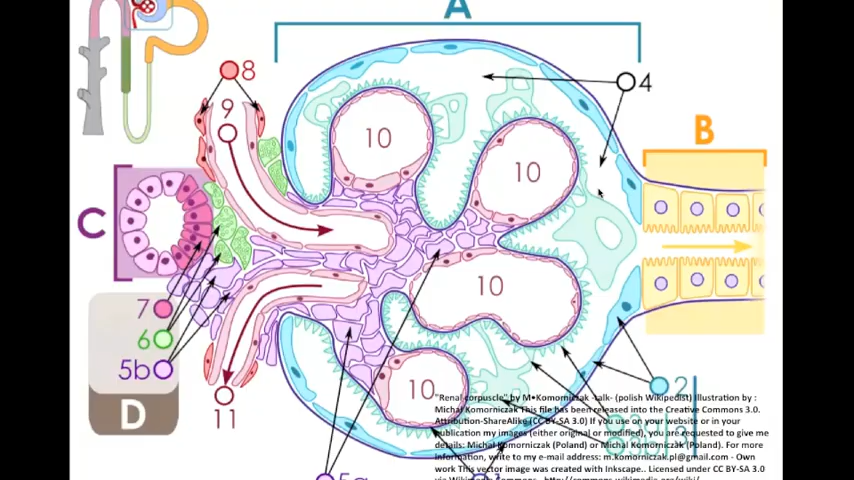 A
8
4
9
10
B
10
C
10
7
6
5b
2
10
D
11
"Renal corpuscle" by M•Komorniczak -talk- (polish Wikipedist) Illustration by :
Michał Komorniczak This file has been released into the Creative Commons 3.0.
Attribution-ShareAlike (CC BY-SA 3.0) If you use on your website or in your
publication my images (either original or modified), you are requested to give me
details: Michał Komorniczak (Poland) or Michal Komorniczak (Poland). For more
information, write to my e-mail address: m.komorniczak.pl@gmail.com - Own
work This vector image was created with Inkscape.. Licensed under CC BY-SA 3.0
5a
1